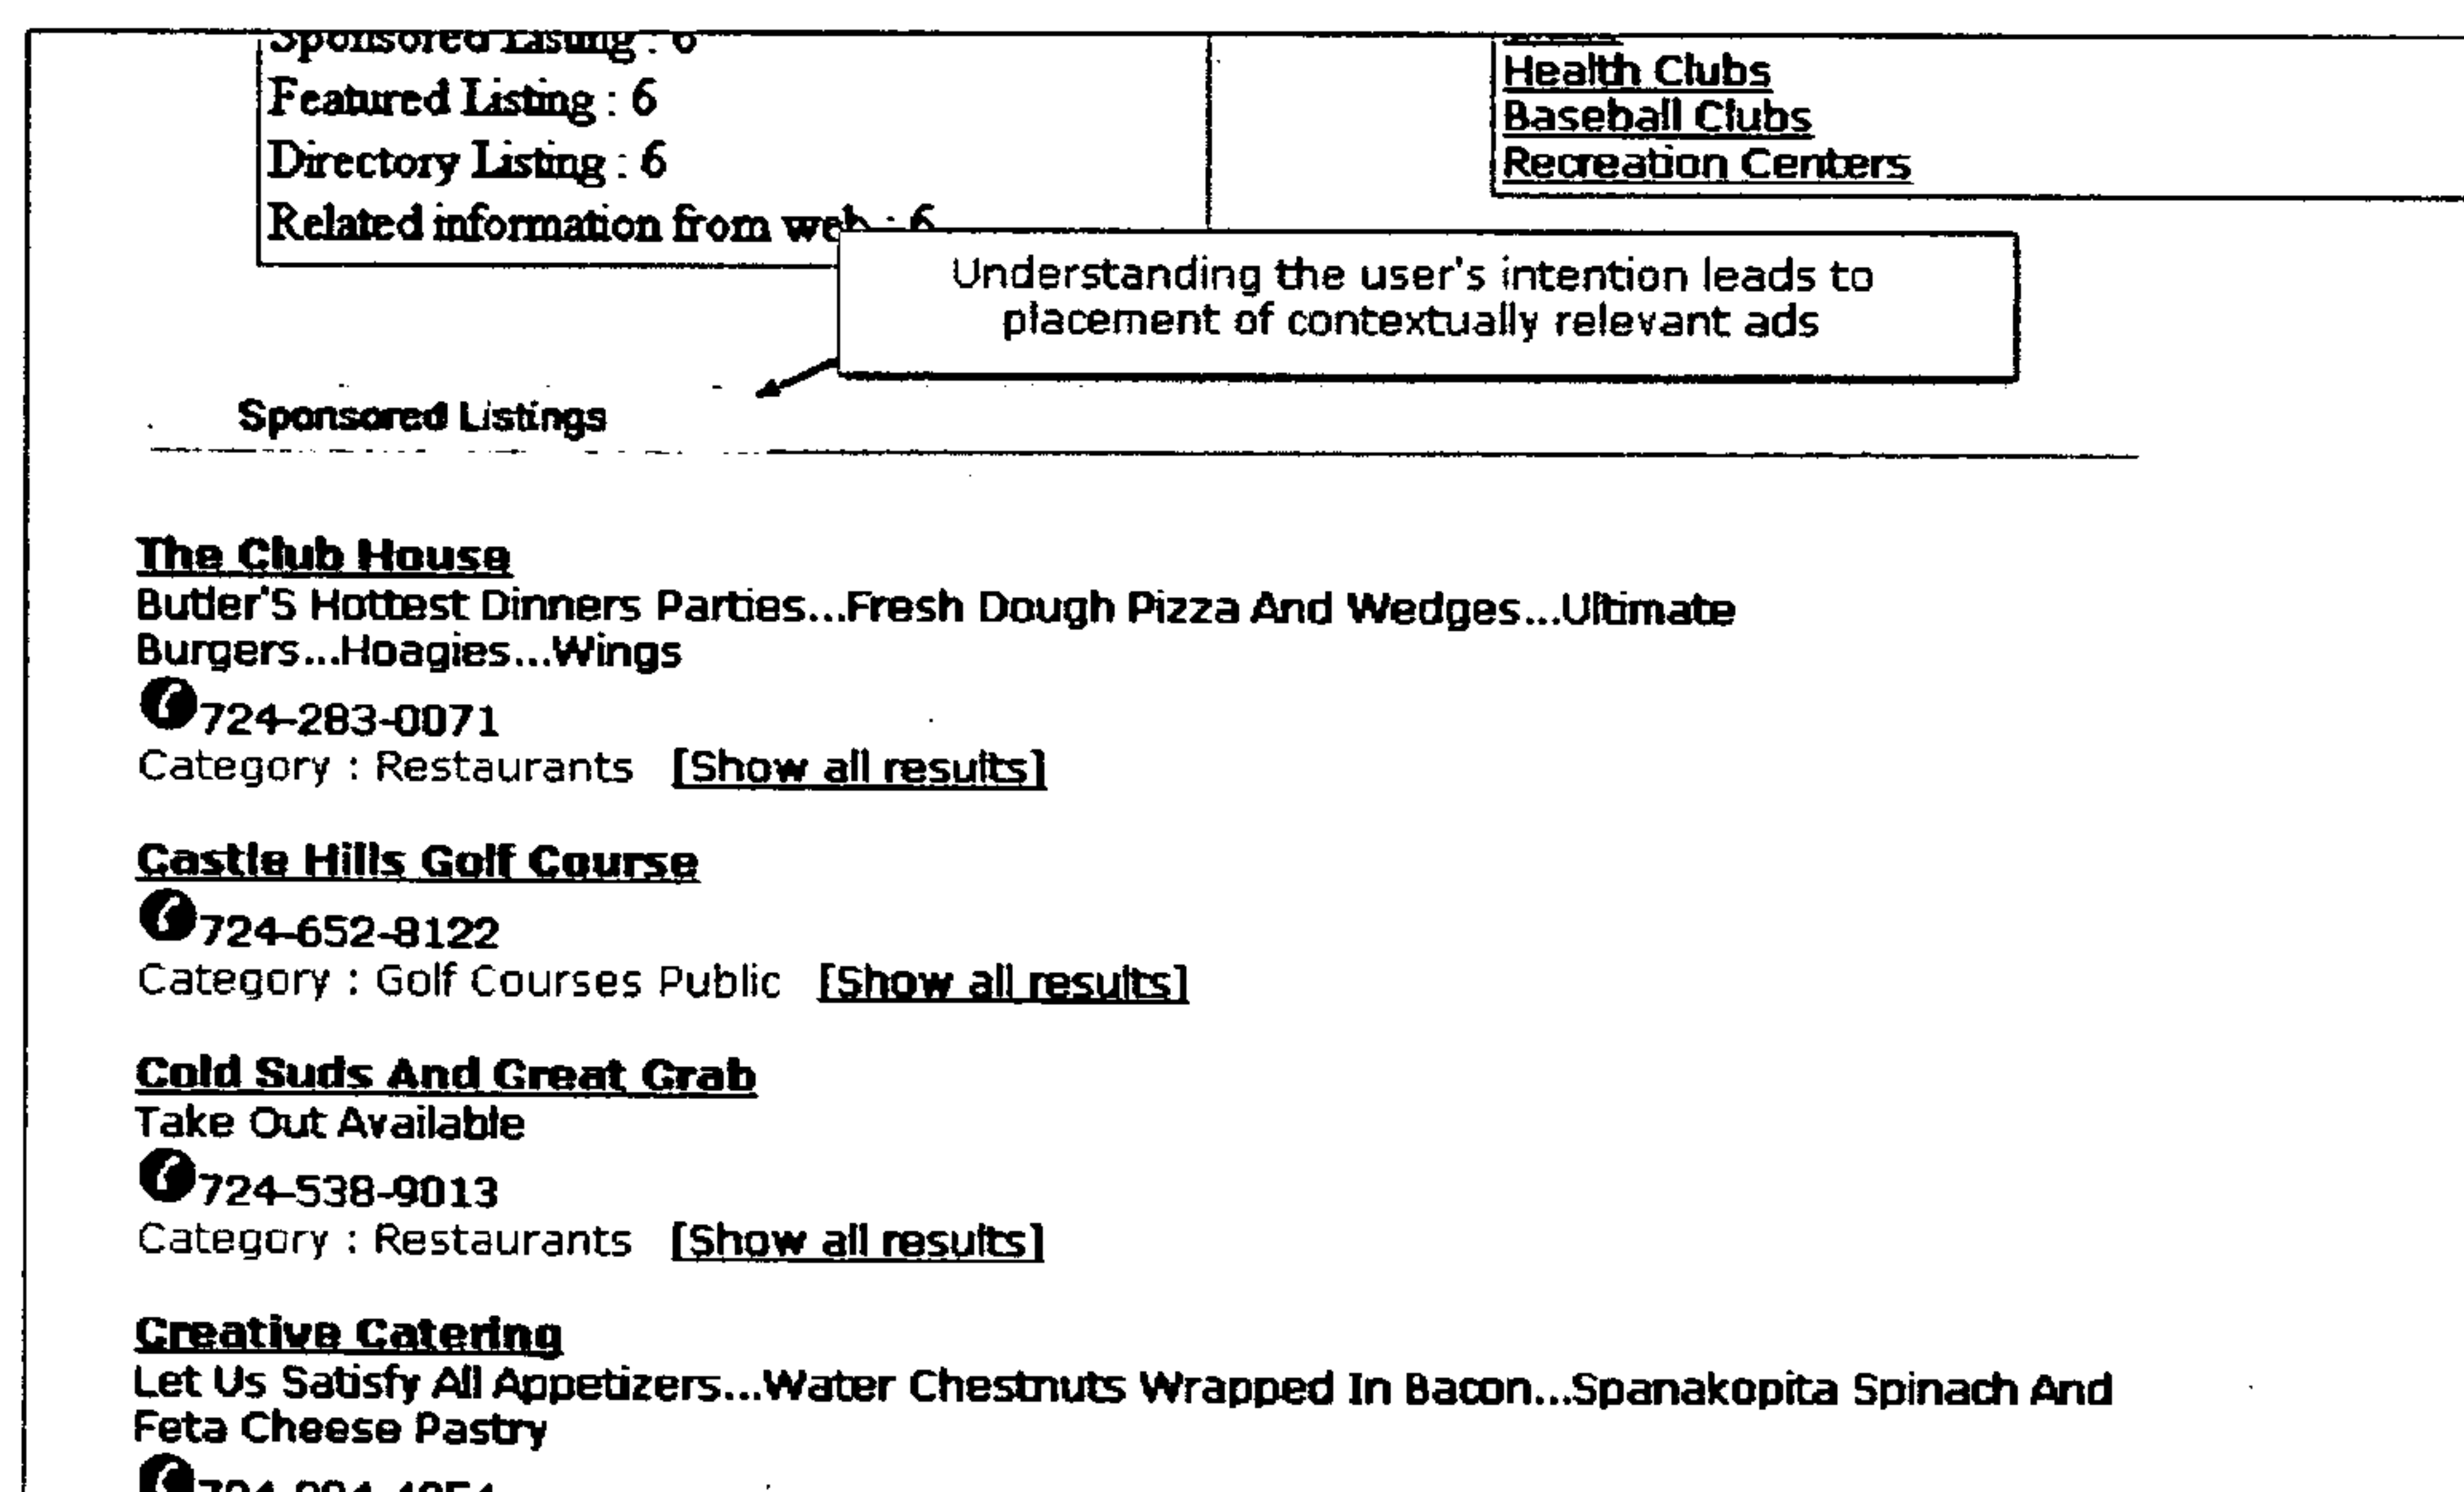 Sponsored Listing : 6
Featured Listing : 6
Directory Listing : 6
Related information from web : 6
Health Clubs
Baseball Clubs
Recreation Centers
Understanding the user's intention leads to
placement of contextually relevant ads
Sponsored Listings
The Club House
Butler'S Hottest Dinners Parties...Fresh Dough Pizza And Wedges...Ultimate
Burgers...Hoagies...Wings
724-283-0071
Category : Restaurants [Show all results]
Castle Hills Golf Course
724-652-8122
Category : Golf Courses Public [Show all results]
Cold Suds And Great Grab
Take Out Available
724-538-9013
Category : Restaurants [Show all results]
Creative Catering
Let Us Satisfy All Appetizers...Water Chestnuts Wrapped In Bacon...Spanakopita Spinach And
Feta Cheese Pastry